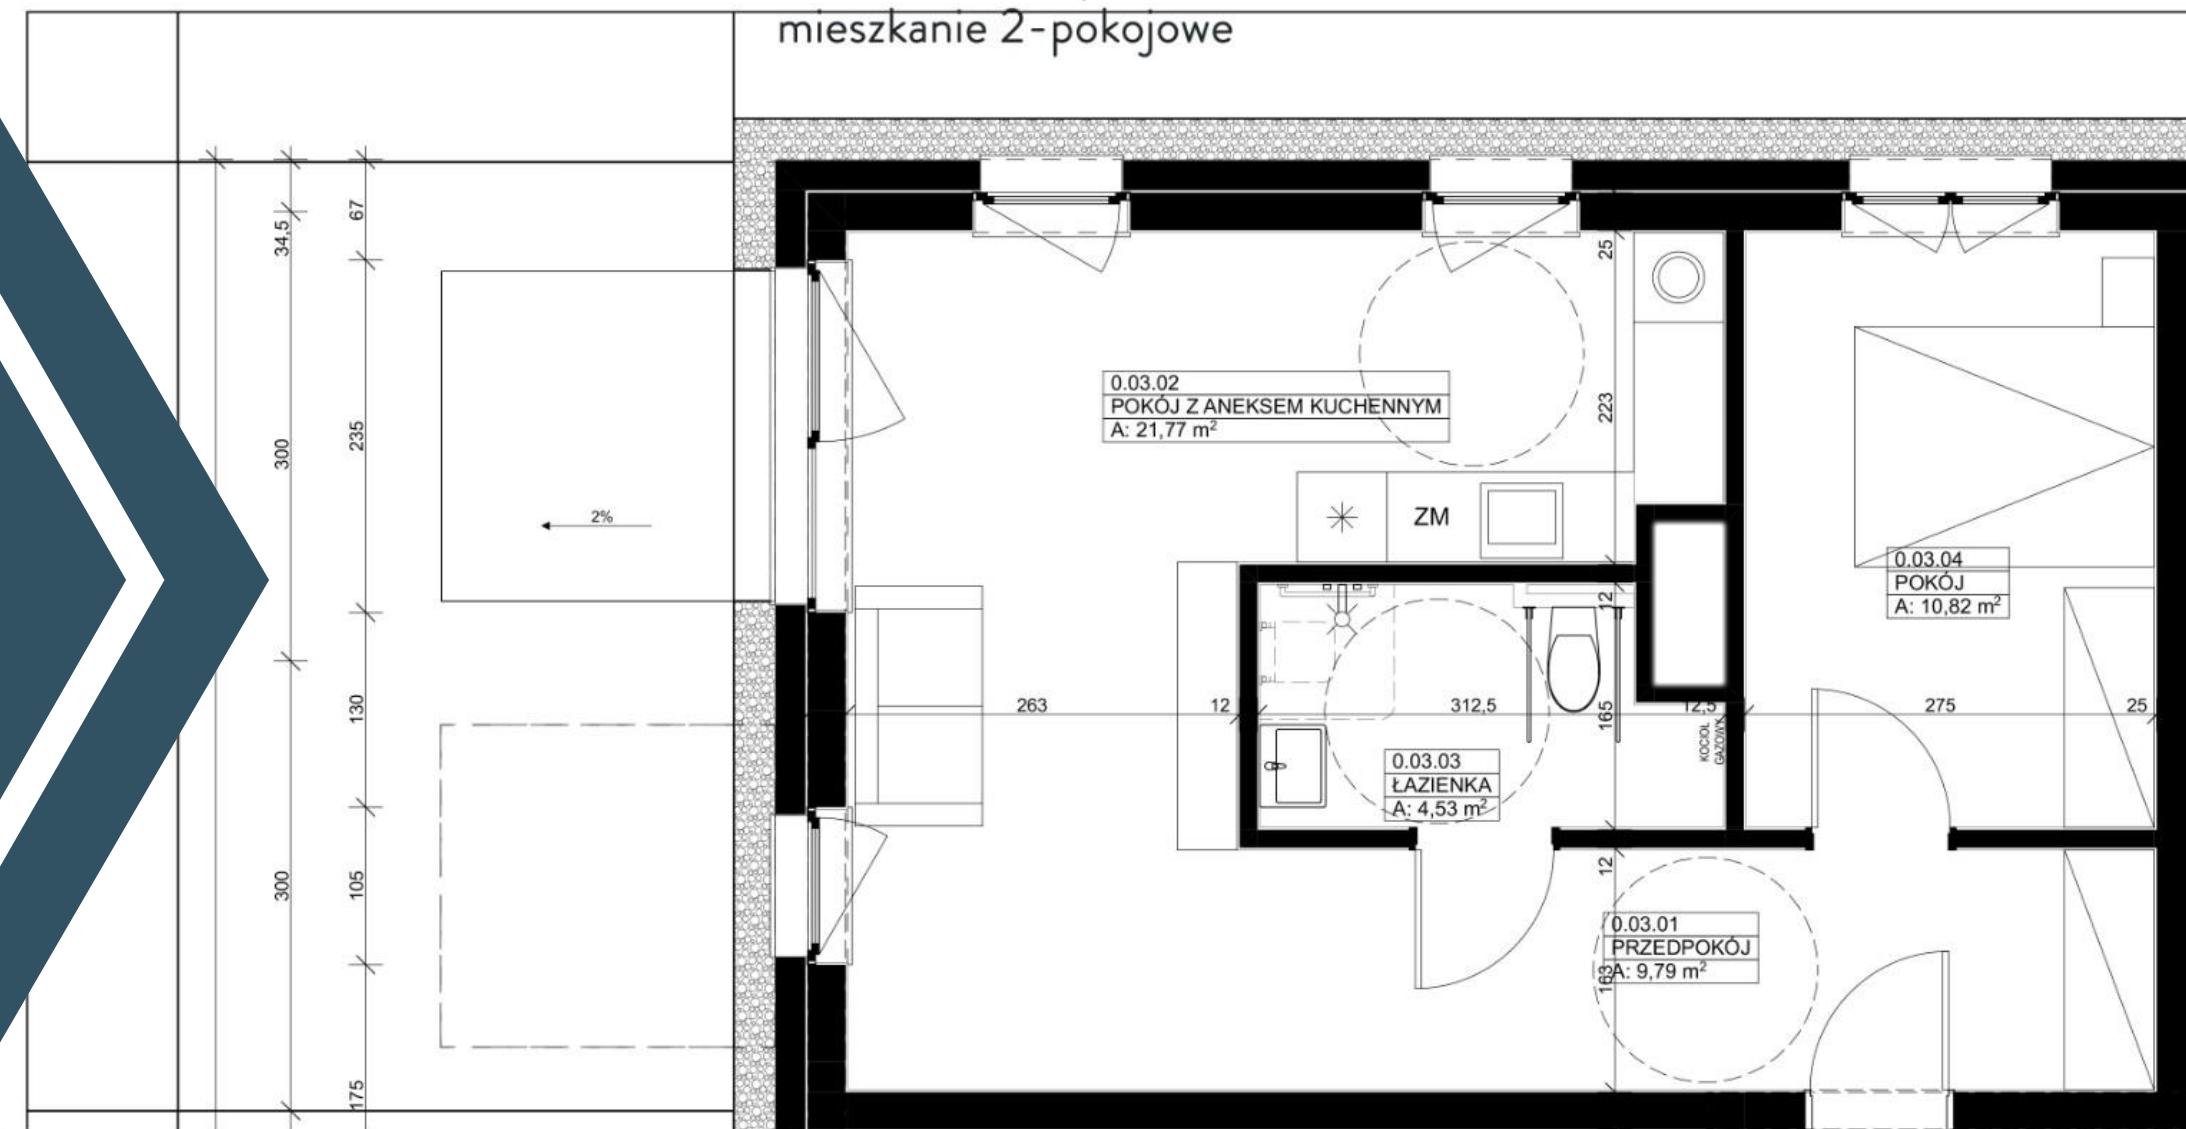 mieszkanie 2-pokojowe
67
34,5
25
0.03.02
POKÓJ Z ANEKSEM KUCHENNYM
A: 21,77 m²
223
235
300
2%
ZM
0.03.04
POKÓJ
A: 10,82 m²
12
130
263
12
312,5
165
12,5
275
25
KOCIOŁ
GAZOWY
0.03.03
ŁAZIENKA
A: 4,53 m²
300
105
12
0.03.01
PRZEDPOKÓJ
A: 9,79 m²
163
175